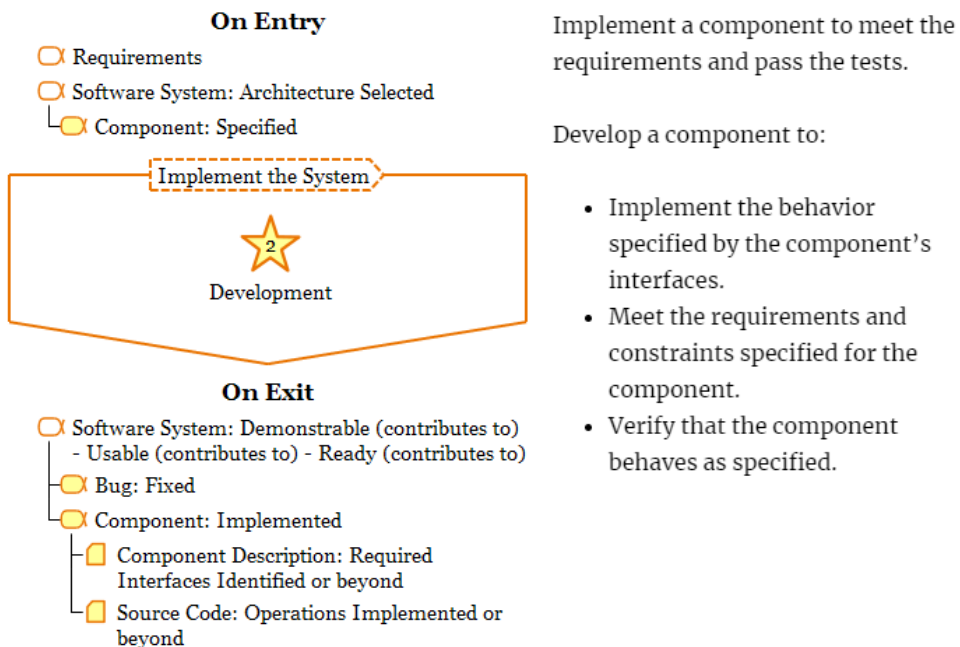 On Entry
Requirements
Software System: Architecture Selected
Component: Specified
Implement the System
2
Development
On Exit
Software System: Demonstrable (contributes to)
- Usable (contributes to) - Ready (contributes to)
Bug: Fixed
Component: Implemented
Component Description: Required
Interfaces Identified or beyond
Source Code: Operations Implemented or
beyond
Implement a component to meet the
requirements and pass the tests.
Develop a component to:
• Implement the behavior
specified by the component’s
interfaces.
• Meet the requirements and
constraints specified for the
component.
• Verify that the component
behaves as specified.